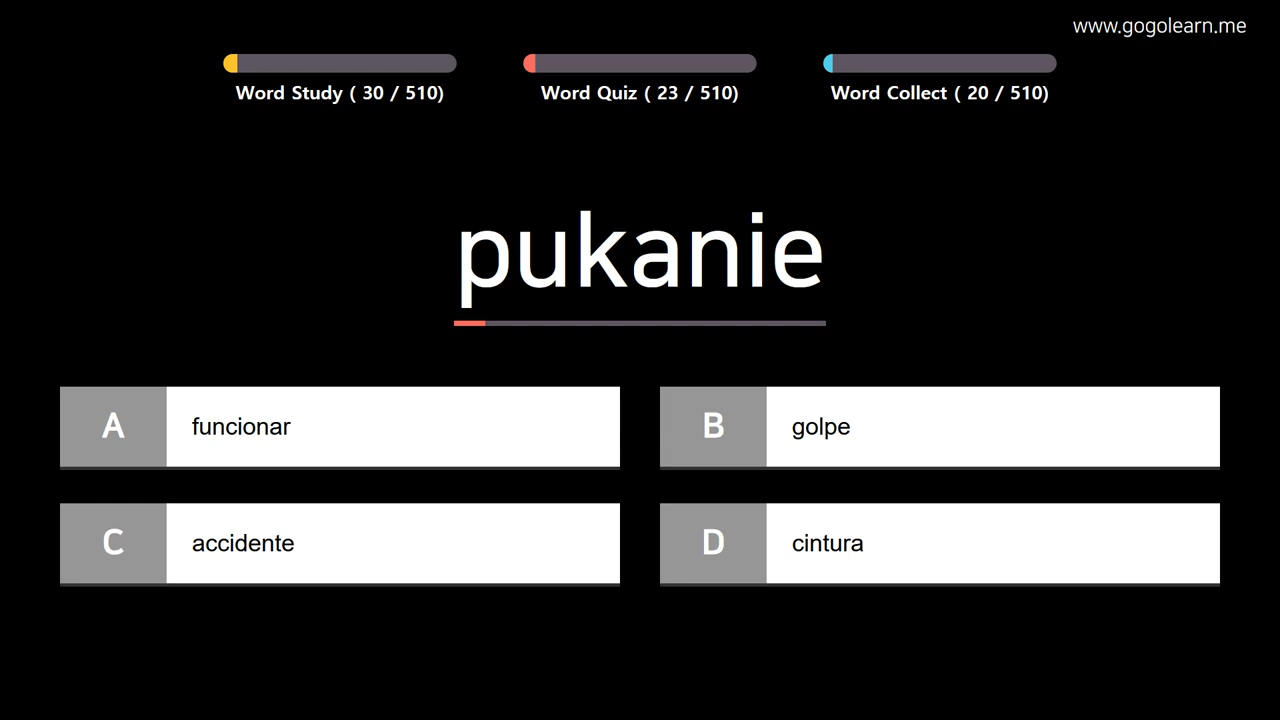 www.gogolearn.me
Word Study ( 30 / 510)
Word Quiz ( 23 / 510)
Word Collect ( 20 / 510)
pukanie
A funcionar
B golpe
C accidente
D cintura